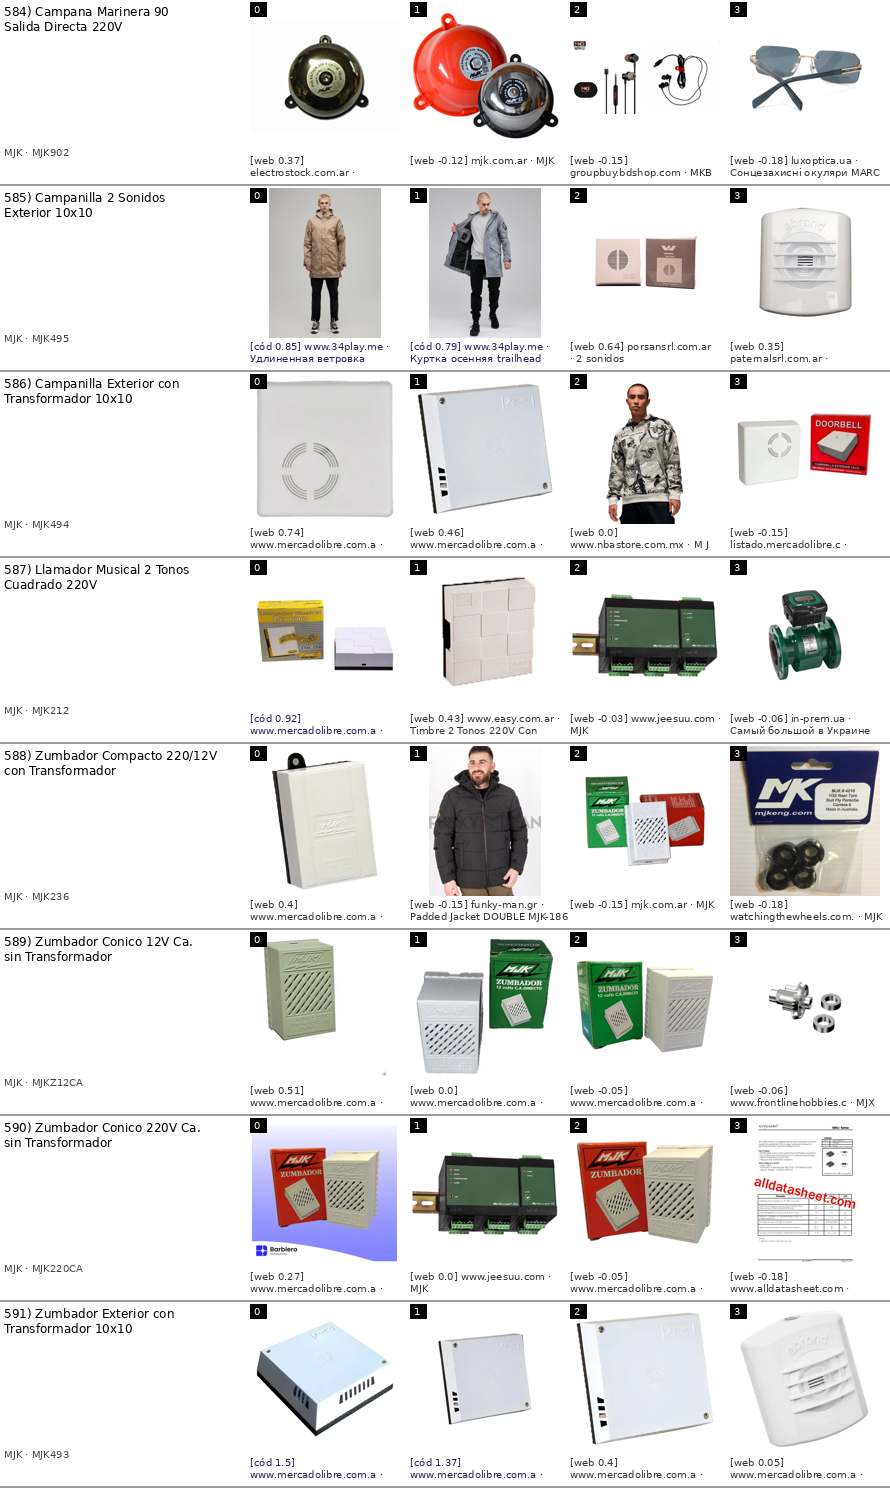 584) Campana Marinera 90
Salida Directa 220V
MJK · MJK902
0
[web 0.37]
electrostock.com.ar ·
1
[web -0.12] mjk.com.ar · MJK
2
[web -0.15]
groupbuy.bdshop.com · MKB
3
[web -0.18] luxoptica.ua ·
Сонцезахисні окуляри MARC
585) Campanilla 2 Sonidos
Exterior 10x10
MJK · MJK495
0
[cód 0.85] www.34play.me ·
Удлиненная ветровка
1
[cód 0.79] www.34play.me ·
Куртка осенняя trailhead
2
[web 0.64] porsansrl.com.ar
· 2 sonidos
3
[web 0.35]
paternalsrl.com.ar ·
586) Campanilla Exterior con
Transformador 10x10
MJK · MJK494
0
[web 0.74]
www.mercadolibre.com.a ·
1
[web 0.46]
www.mercadolibre.com.a ·
2
[web 0.0]
www.nbastore.com.mx · M J
3
DOORBELL
[web -0.15]
listado.mercadolibre.c ·
587) Llamador Musical 2 Tonos
Cuadrado 220V
MJK · MJK212
0
[cód 0.92]
www.mercadolibre.com.a ·
1
[web 0.43] www.easy.com.ar ·
Timbre 2 Tonos 220V Con
2
[web -0.03] www.jeesuu.com ·
MJK
3
[web -0.06] in-prem.ua ·
Самый большой в Украине
588) Zumbador Compacto 220/12V
con Transformador
MJK · MJK236
0
[web 0.4]
www.mercadolibre.com.a ·
1
[web -0.15] funky-man.gr ·
Padded Jacket DOUBLE MJK-186
2
MJK
[web -0.15] mjk.com.ar · MJK
3
MK
mjkeng.com
[web -0.18]
watchingthewheels.com. · MJK
589) Zumbador Conico 12V Ca.
sin Transformador
MJK · MJKZ12CA
0
[web 0.51]
www.mercadolibre.com.a ·
1
MJK
ZUMBADOR
12 volts C.A.DIRECTO
[web 0.0]
www.mercadolibre.com.a ·
2
MJK
ZUMBADOR
12 volts C.A.DIRECTO
[web -0.05]
www.mercadolibre.com.a ·
3
[web -0.06]
www.frontlinehobbies.c · MJX
590) Zumbador Conico 220V Ca.
sin Transformador
MJK · MJK220CA
0
MJK
ZUMBADOR
Barbiero
[web 0.27]
www.mercadolibre.com.a ·
1
[web 0.0] www.jeesuu.com ·
MJK
2
MJK
ZUMBADOR
[web -0.05]
www.mercadolibre.com.a ·
3
alldatasheet.com
[web -0.18]
www.alldatasheet.com ·
591) Zumbador Exterior con
Transformador 10x10
MJK · MJK493
0
[cód 1.5]
www.mercadolibre.com.a ·
1
[cód 1.37]
www.mercadolibre.com.a ·
2
[web 0.4]
www.mercadolibre.com.a ·
3
[web 0.05]
www.mercadolibre.com.a ·